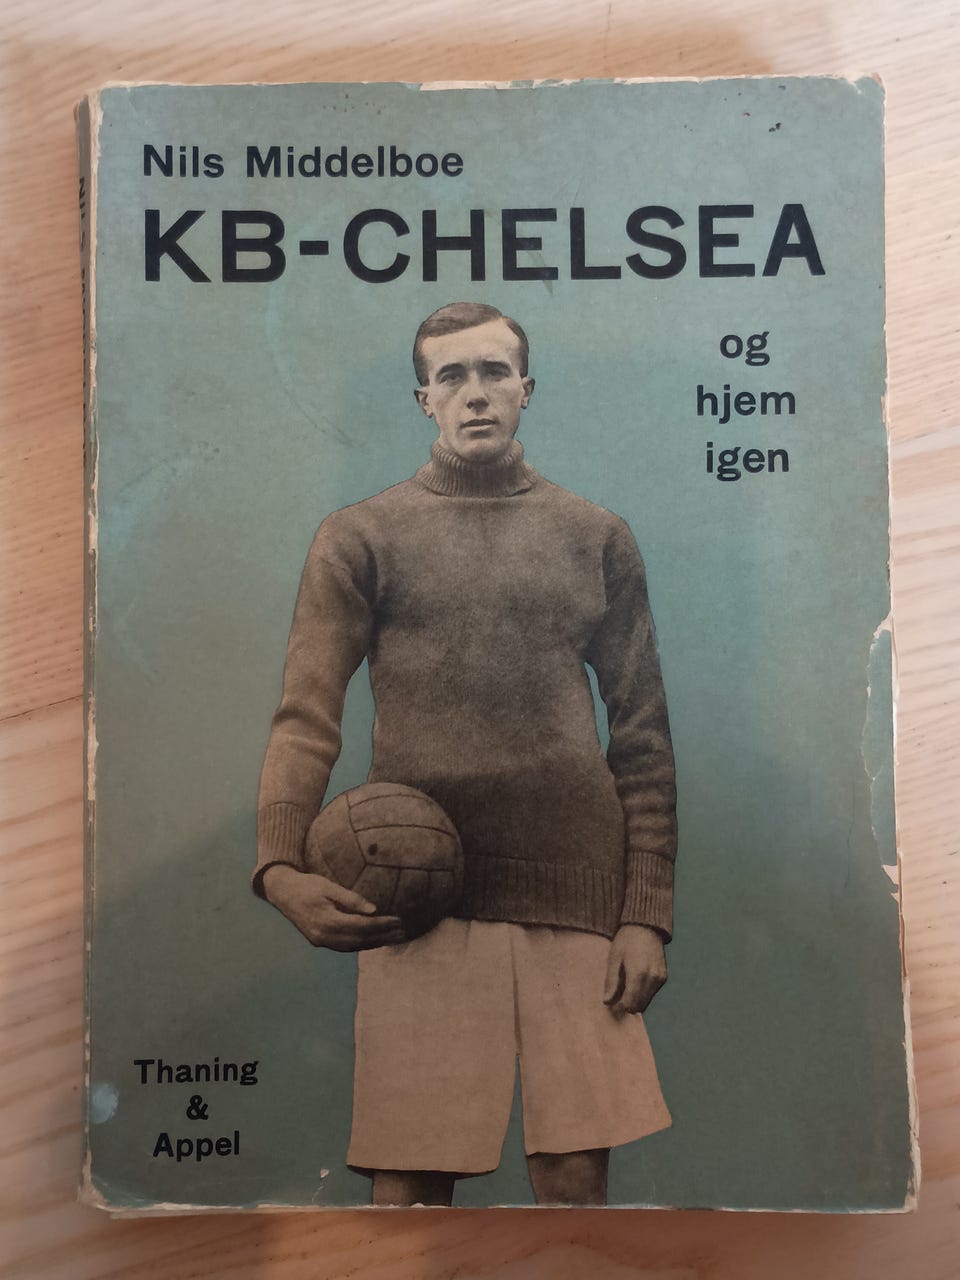 Nils Middelboe
KB-CHELSEA
og
hjem
igen
Thaning
&
Appel